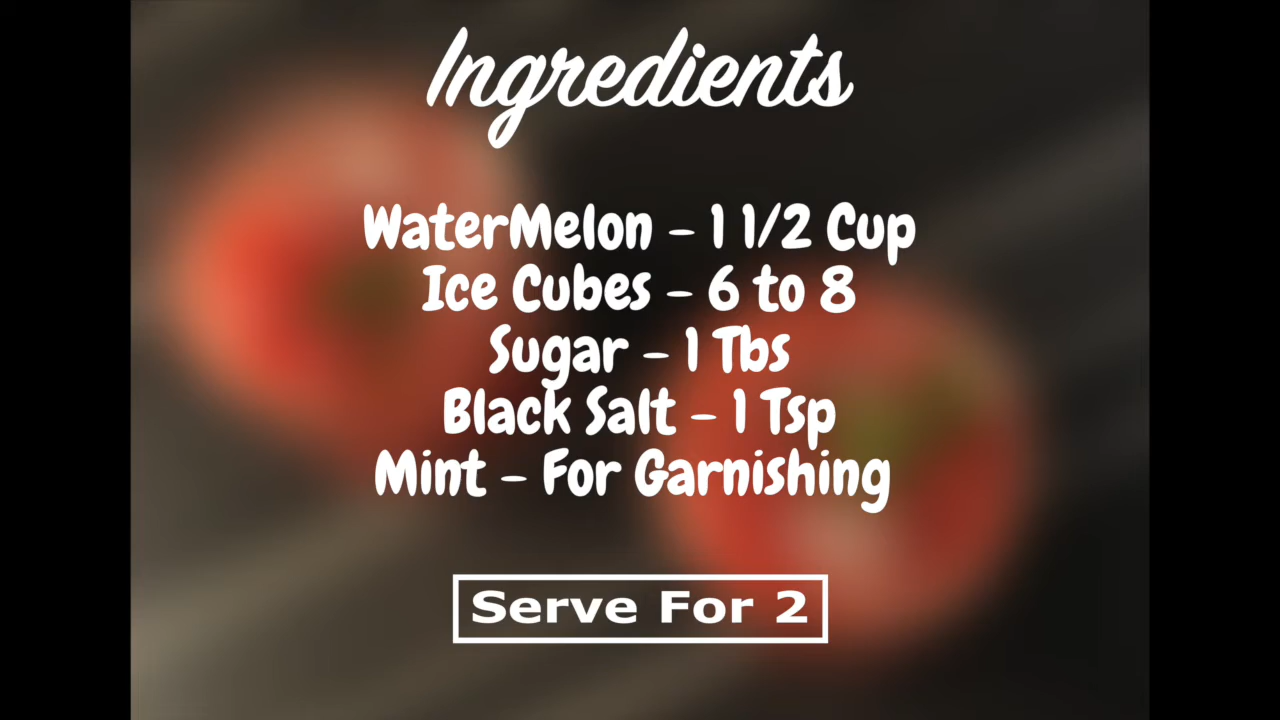 Ingredients
WaterMelon - 1 1/2 Cup
Ice Cubes - 6 to 8
Sugar - 1 Tbs
Black Salt - 1 Tsp
Mint - For Garnishing
Serve For 2